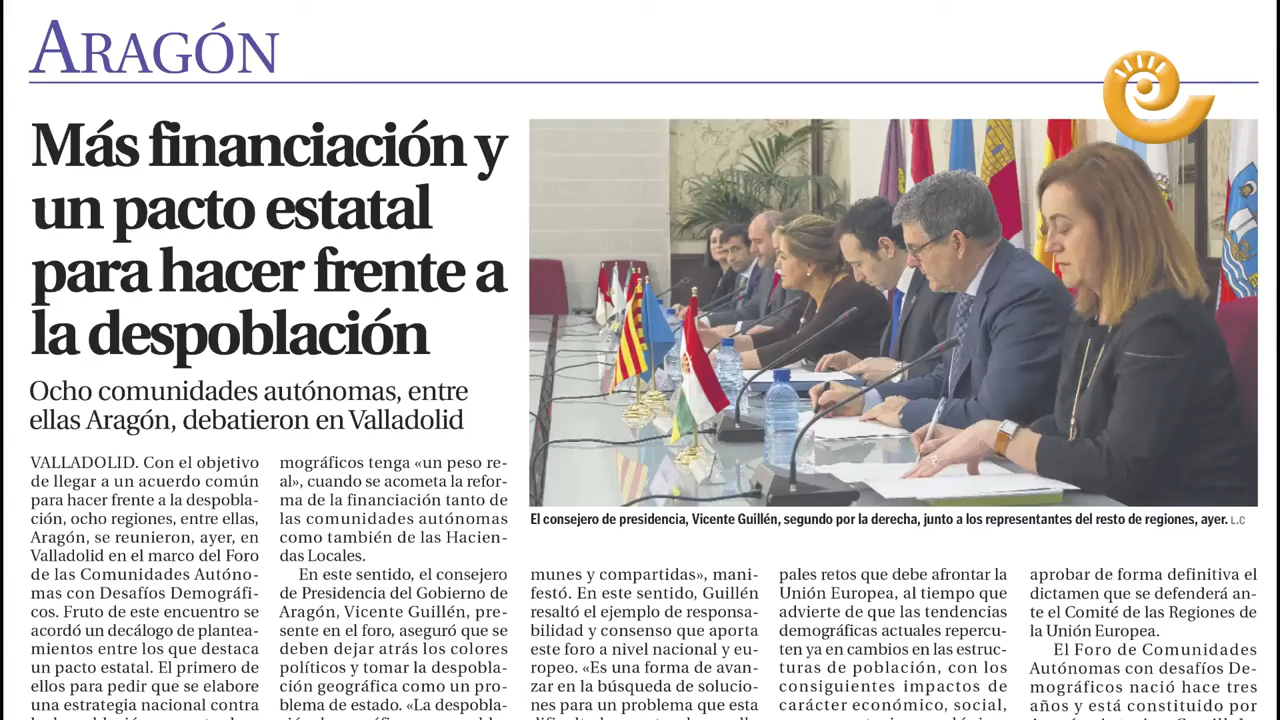 ARAGÓN
Más financiación y
un pacto estatal
para hacer frente a
la despoblación
Ocho comunidades autónomas, entre
ellas Aragón, debatieron en Valladolid
VALLADOLID. Con el objetivo
de llegar a un acuerdo común
para hacer frente a la despobla-
ción, ocho regiones, entre ellas,
Aragón, se reunieron, ayer, en
Valladolid en el marco del Foro
de las Comunidades Autóno-
mas con Desafíos Demográfi-
cos. Fruto de este encuentro se
acordó un decálogo de plantea-
mientos entre los que destaca
un pacto estatal. El primero de
ellos para pedir que se elabore
una estrategia nacional contra
mográficos tenga «un peso re-
al», cuando se acometa la refor-
ma de la financiación tanto de
las comunidades autónomas
como también de las Hacien-
das Locales.
En este sentido, el consejero
de Presidencia del Gobierno de
Aragón, Vicente Guillén, pre-
sente en el foro, aseguró que se
deben dejar atrás los colores
políticos y tomar la despobla-
ción geográfica como un pro-
blema de estado. «La despobla-
El consejero de presidencia, Vicente Guillén, segundo por la derecha, junto a los representantes del resto de regiones, ayer. L.C
munes y compartidas», mani-
festó. En este sentido, Guillén
resaltó el ejemplo de responsa-
bilidad y consenso que aporta
este foro a nivel nacional y eu-
ropeo. «Es una forma de avan-
zar en la búsqueda de solucio-
nes para un problema que esta
pales retos que debe afrontar la
Unión Europea, al tiempo que
advierte de que las tendencias
demográficas actuales repercu-
ten ya en cambios en las estruc-
turas de población, con los
consiguientes impactos de
carácter económico, social,
aprobar de forma definitiva el
dictamen que se defenderá an-
te el Comité de las Regiones de
la Unión Europea.
El Foro de Comunidades
Autónomas con desafíos De-
mográficos nació hace tres
años y está constituido por